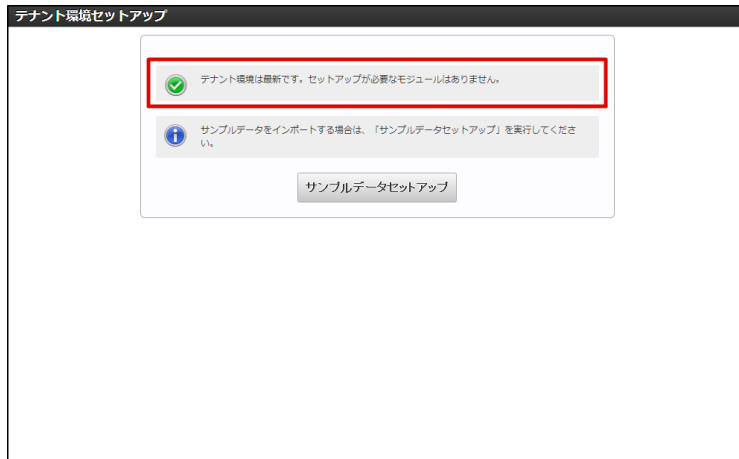 テナント環境セットアップ
テナント環境は最新です。セットアップが必要なモジュールはありません。
サンプルデータをインポートする場合は、「サンプルデータセットアップ」を実行してくださ
い。
サンプルデータセットアップ